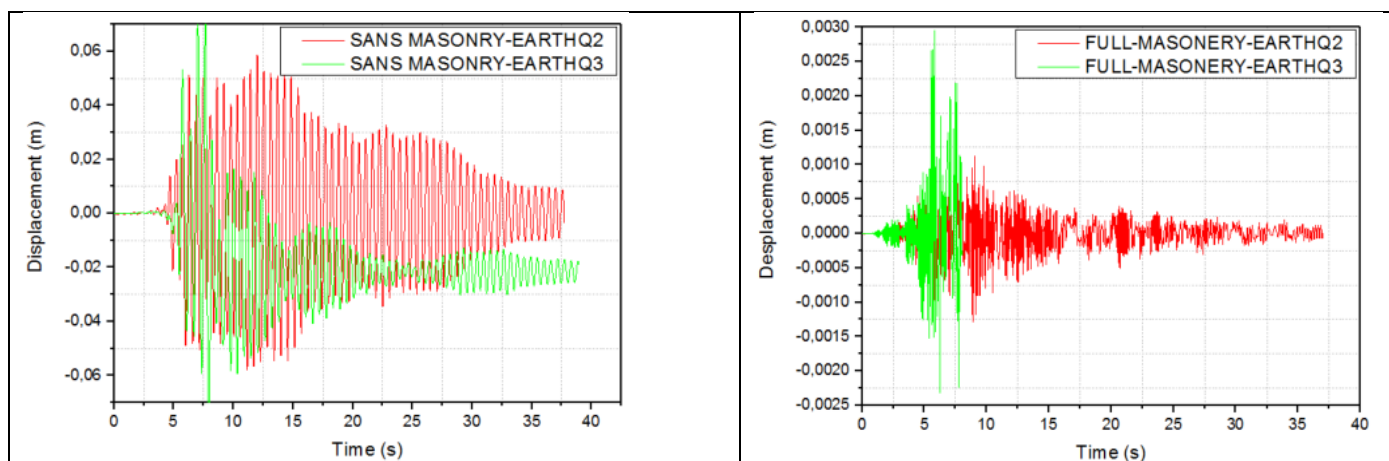 SANS MASONRY-EARTHQ2
SANS MASONRY-EARTHQ3
0,06
0,04
0,02
0,00
-0,02
-0,04
-0,06
Displacement (m)
0 5 10 15 20 25 30 35 40
Time (s)
FULL-MASONERY-EARTHQ2
FULL-MASONERY-EARTHQ3
0,0030
0,0025
0,0020
0,0015
0,0010
0,0005
0,0000
-0,0005
-0,0010
-0,0015
-0,0020
-0,0025
Desplacement (m)
0 5 10 15 20 25 30 35 40
Time (s)